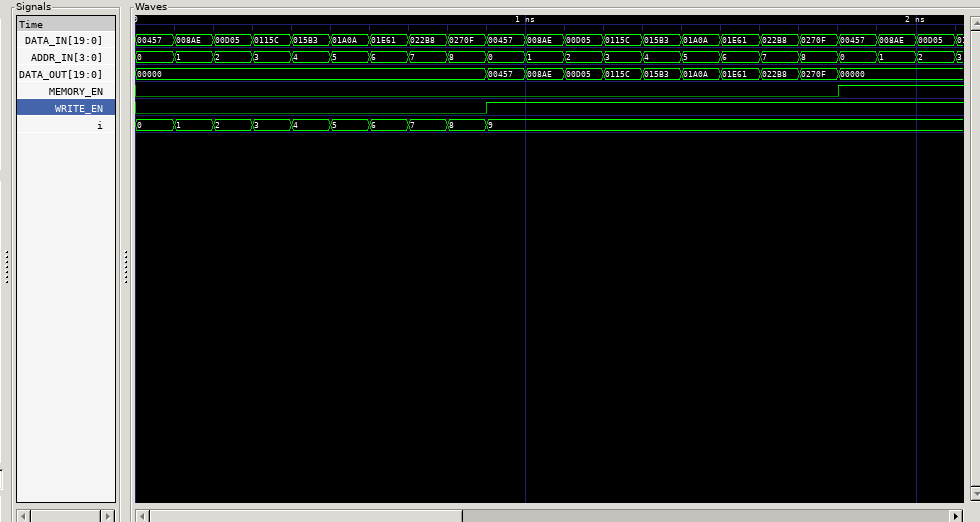 Signals
Waves
Time
0
1 ns
2 ns
DATA_IN[19:0]
00457 008AE 00D05 0115C 015B3 01A0A 01E61 022B8 0270F 00457 008AE 00D05 0115C 015B3 01A0A 01E61 022B8 0270F 00457 008AE 00D05
ADDR_IN[3:0]
0 1 2 3 4 5 6 7 8 0 1 2 3 4 5 6 7 8 0 1 2 3
DATA_OUT[19:0]
00000 00457 008AE 00D05 0115C 015B3 01A0A 01E61 022B8 0270F 00000
MEMORY_EN
WRITE_EN
i
0 1 2 3 4 5 6 7 8 9